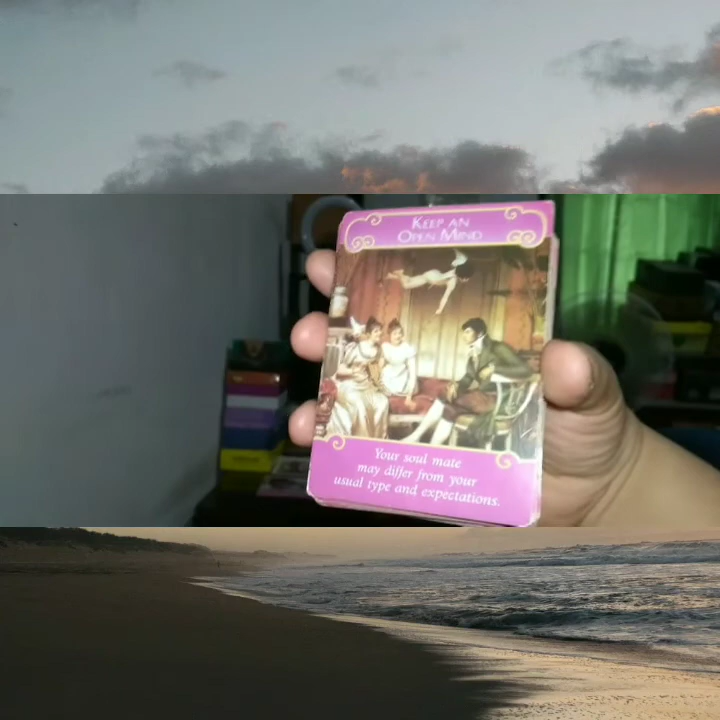 Keep an
Open Mind
Your soul mate
may differ from your
usual type and expectations.